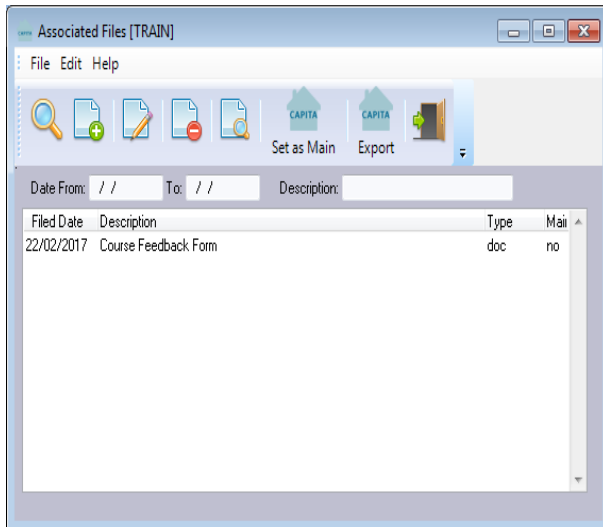 Associated Files [TRAIN]
File Edit Help
CAPITA CAPITA
Set as Main Export
Date From: / / To: / / Description:
Filed Date Description Type Mai
22/02/2017 Course Feedback Form doc no